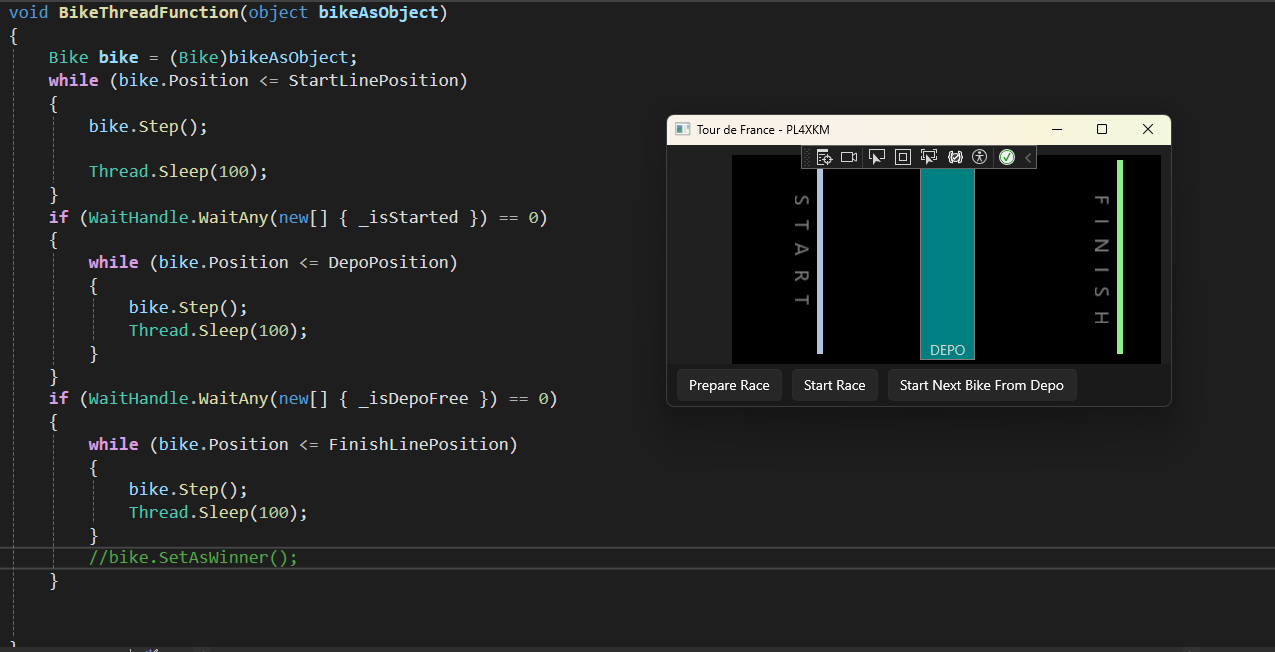 void BikeThreadFunction(object bikeAsObject)
{
Bike bike = (Bike)bikeAsObject;
while (bike.Position <= StartLinePosition)
{
bike.Step();
Thread.Sleep(100);
}
if (WaitHandle.WaitAny(new[] { _isStarted }) == 0)
{
while (bike.Position <= DepoPosition)
{
bike.Step();
Thread.Sleep(100);
}
}
if (WaitHandle.WaitAny(new[] { _isDepoFree }) == 0)
{
while (bike.Position <= FinishLinePosition)
{
bike.Step();
Thread.Sleep(100);
}
//bike.SetAsWinner();
}
}
Tour de France - PL4XKM
START
DEPO
FINISH
Prepare Race
Start Race
Start Next Bike From Depo